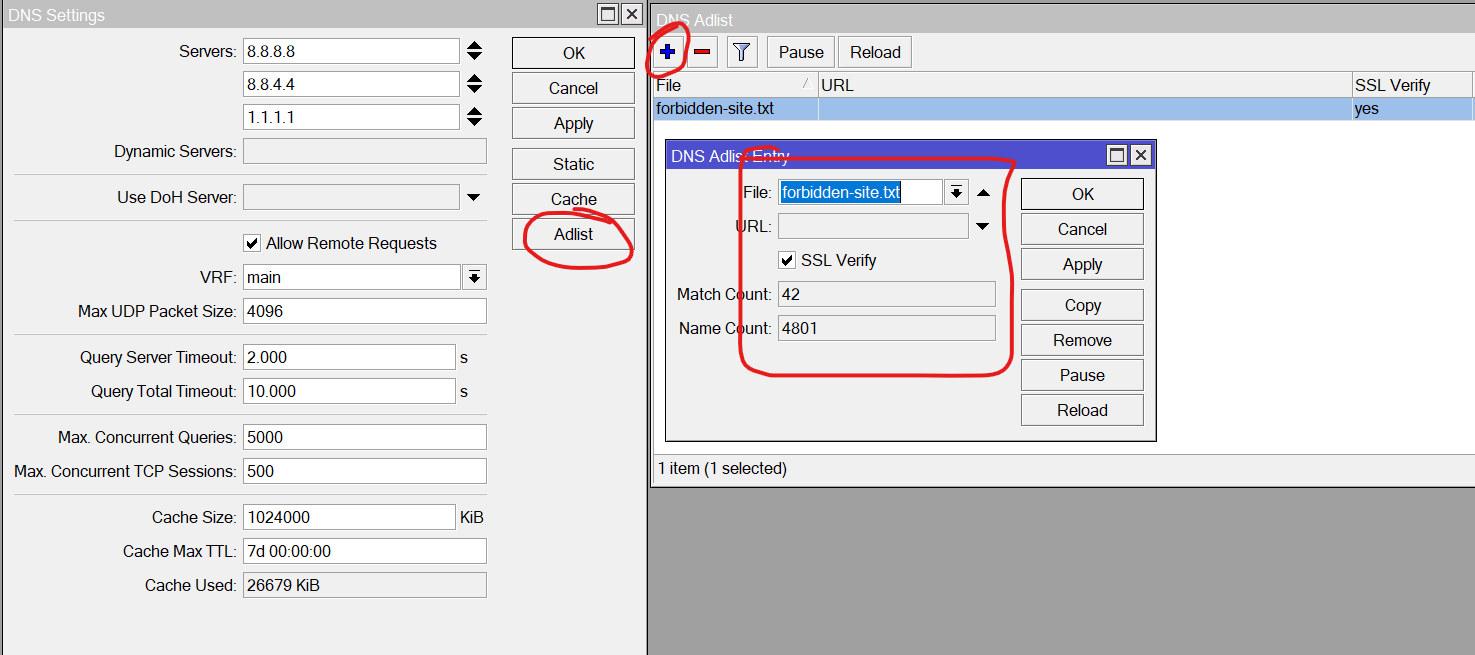 DNS Settings
Servers: 8.8.8.8
8.8.4.4
1.1.1.1
Dynamic Servers:
Use DoH Server:
Allow Remote Requests
VRF: main
Max UDP Packet Size: 4096
Query Server Timeout: 2.000 s
Query Total Timeout: 10.000 s
Max. Concurrent Queries: 5000
Max. Concurrent TCP Sessions: 500
Cache Size: 1024000 KiB
Cache Max TTL: 7d 00:00:00
Cache Used: 26679 KiB
OK
Cancel
Apply
Static
Cache
Adlist
DNS Adlist
Pause
Reload
File URL SSL Verify
forbidden-site.txt yes
DNS Adlist Entry
File: forbidden-site.txt
URL:
SSL Verify
Match Count: 42
Name Count: 4801
OK
Cancel
Apply
Copy
Remove
Pause
Reload
1 item (1 selected)